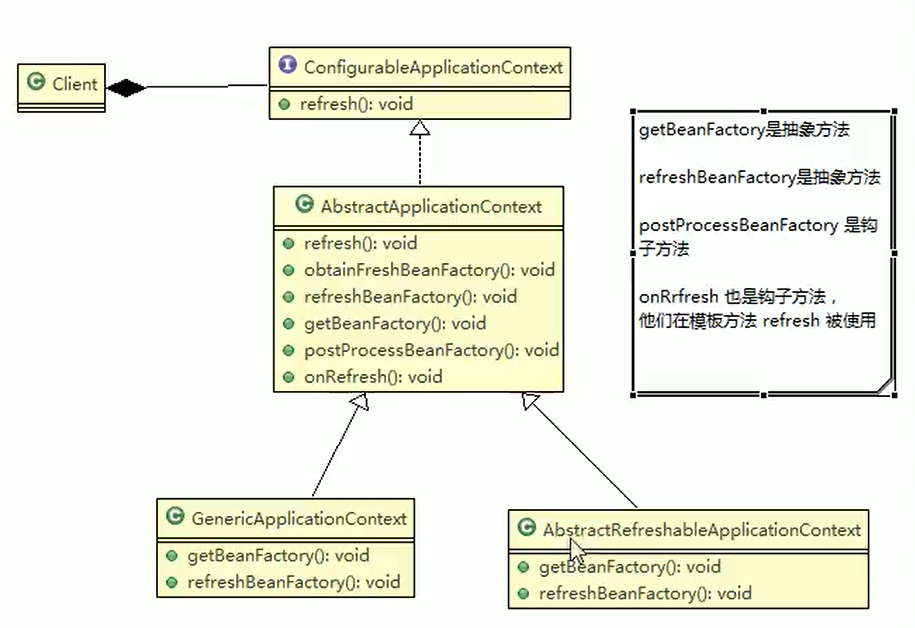 Client
ConfigurableApplicationContext
refresh(): void
AbstractApplicationContext
refresh(): void
obtainFreshBeanFactory(): void
refreshBeanFactory(): void
getBeanFactory(): void
postProcessBeanFactory(): void
onRefresh(): void
getBeanFactory是抽象方法
refreshBeanFactory是抽象方法
postProcessBeanFactory 是钩
子方法
onRrfresh 也是钩子方法，
他们在模板方法 refresh 被使用
GenericApplicationContext
getBeanFactory(): void
refreshBeanFactory(): void
AbstractRefreshableApplicationContext
getBeanFactory(): void
refreshBeanFactory(): void